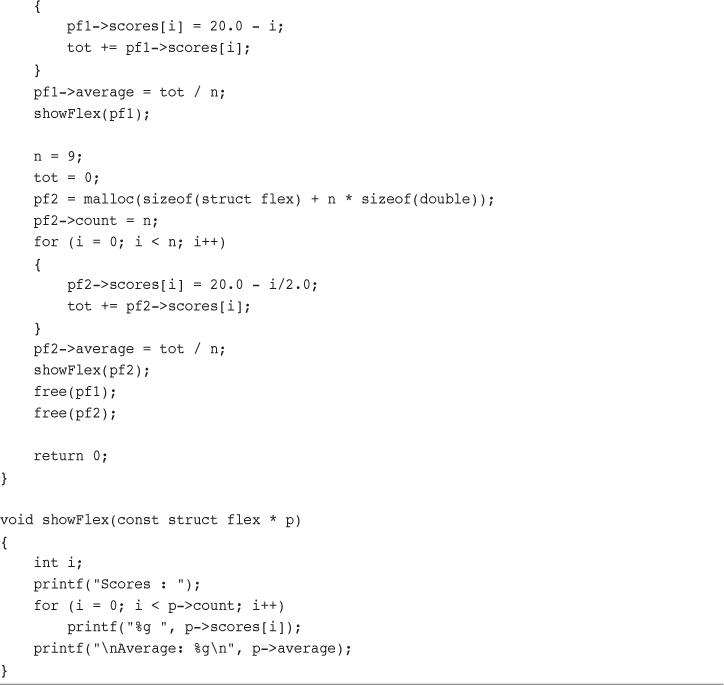 {
        pf1->scores[i] = 20.0 - i;
        tot += pf1->scores[i];
    }
    pf1->average = tot / n;
    showFlex(pf1);

    n = 9;
    tot = 0;
    pf2 = malloc(sizeof(struct flex) + n * sizeof(double));
    pf2->count = n;
    for (i = 0; i < n; i++)
    {
        pf2->scores[i] = 20.0 - i/2.0;
        tot += pf2->scores[i];
    }
    pf2->average = tot / n;
    showFlex(pf2);
    free(pf1);
    free(pf2);

    return 0;
}

void showFlex(const struct flex * p)
{
    int i;
    printf("Scores : ");
    for (i = 0; i < p->count; i++)
        printf("%g ", p->scores[i]);
    printf("\nAverage: %g\n", p->average);
}